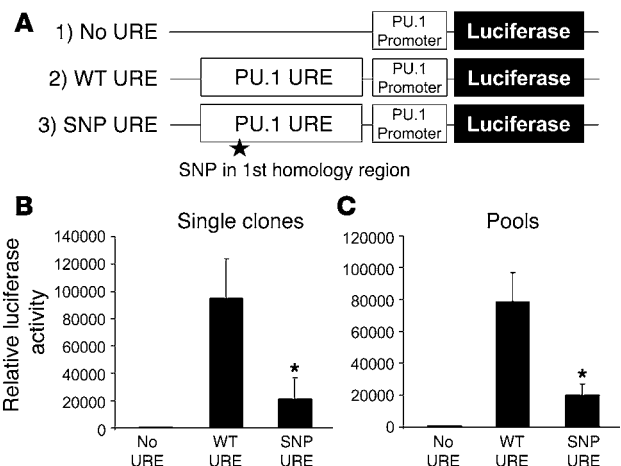 A
1) No URE
PU.1
Promoter
Luciferase
2) WT URE
PU.1 URE
PU.1
Promoter
Luciferase
3) SNP URE
PU.1 URE
PU.1
Promoter
Luciferase
SNP in 1st homology region
B
Single clones
Relative luciferase
activity
140000
120000
100000
80000
60000
40000
20000
0
*
No
URE
WT
URE
SNP
URE
C
Pools
120000
100000
80000
60000
40000
20000
0
*
No
URE
WT
URE
SNP
URE